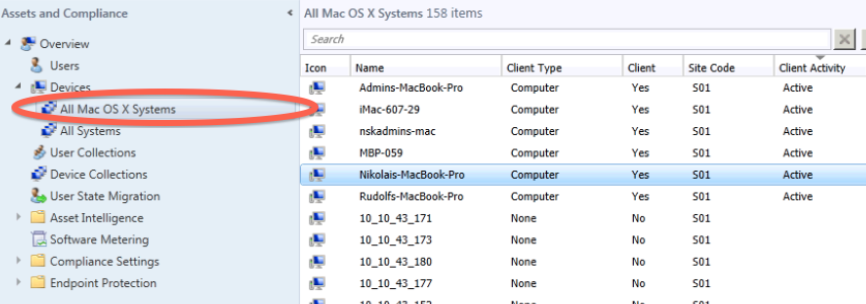 Assets and Compliance
Overview
Users
Devices
All Mac OS X Systems
All Systems
User Collections
Device Collections
User State Migration
Asset Intelligence
Software Metering
Compliance Settings
Endpoint Protection
All Mac OS X Systems 158 items
Search
Icon Name Client Type Client Site Code Client Activity
Admins-MacBook-Pro Computer Yes S01 Active
iMac-607-29 Computer Yes S01 Active
nskadmins-mac Computer Yes S01 Active
MBP-059 Computer Yes S01 Active
Nikolais-MacBook-Pro Computer Yes S01 Active
Rudolfs-MacBook-Pro Computer Yes S01 Active
10_10_43_171 None No S01
10_10_43_173 None No S01
10_10_43_180 None No S01
10_10_43_177 None No S01